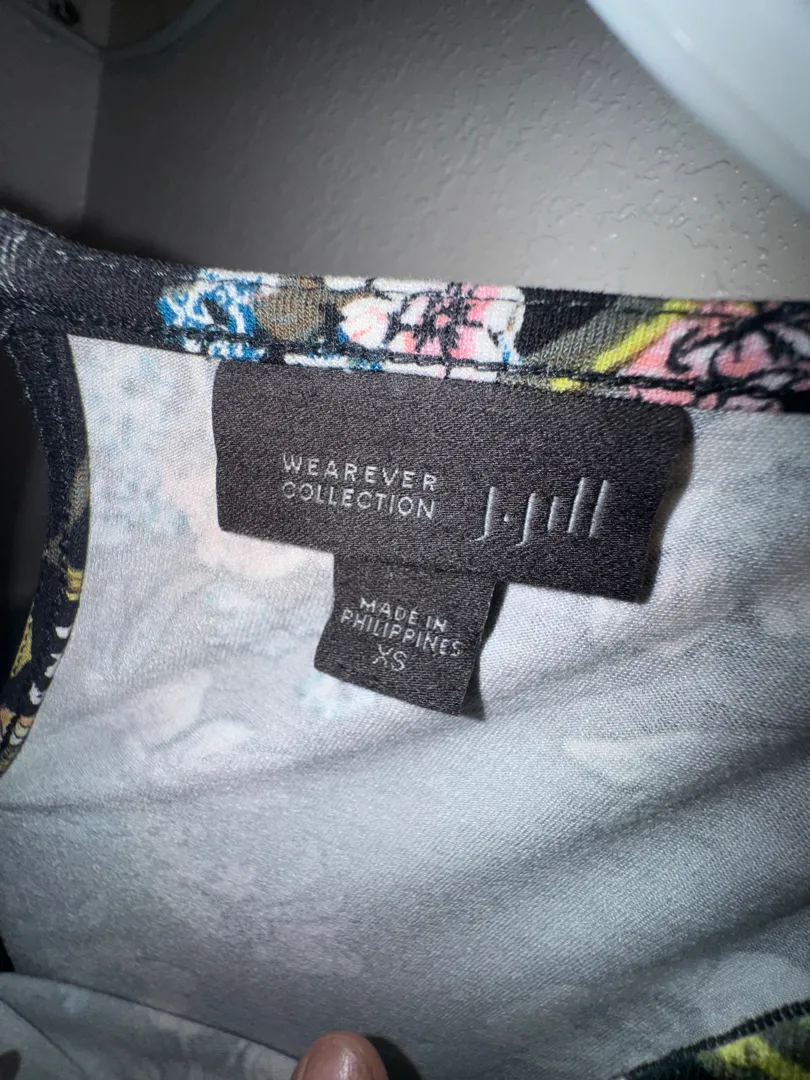 WEAREVER
COLLECTION
J.Jill
MADE IN
PHILIPPINES
XS